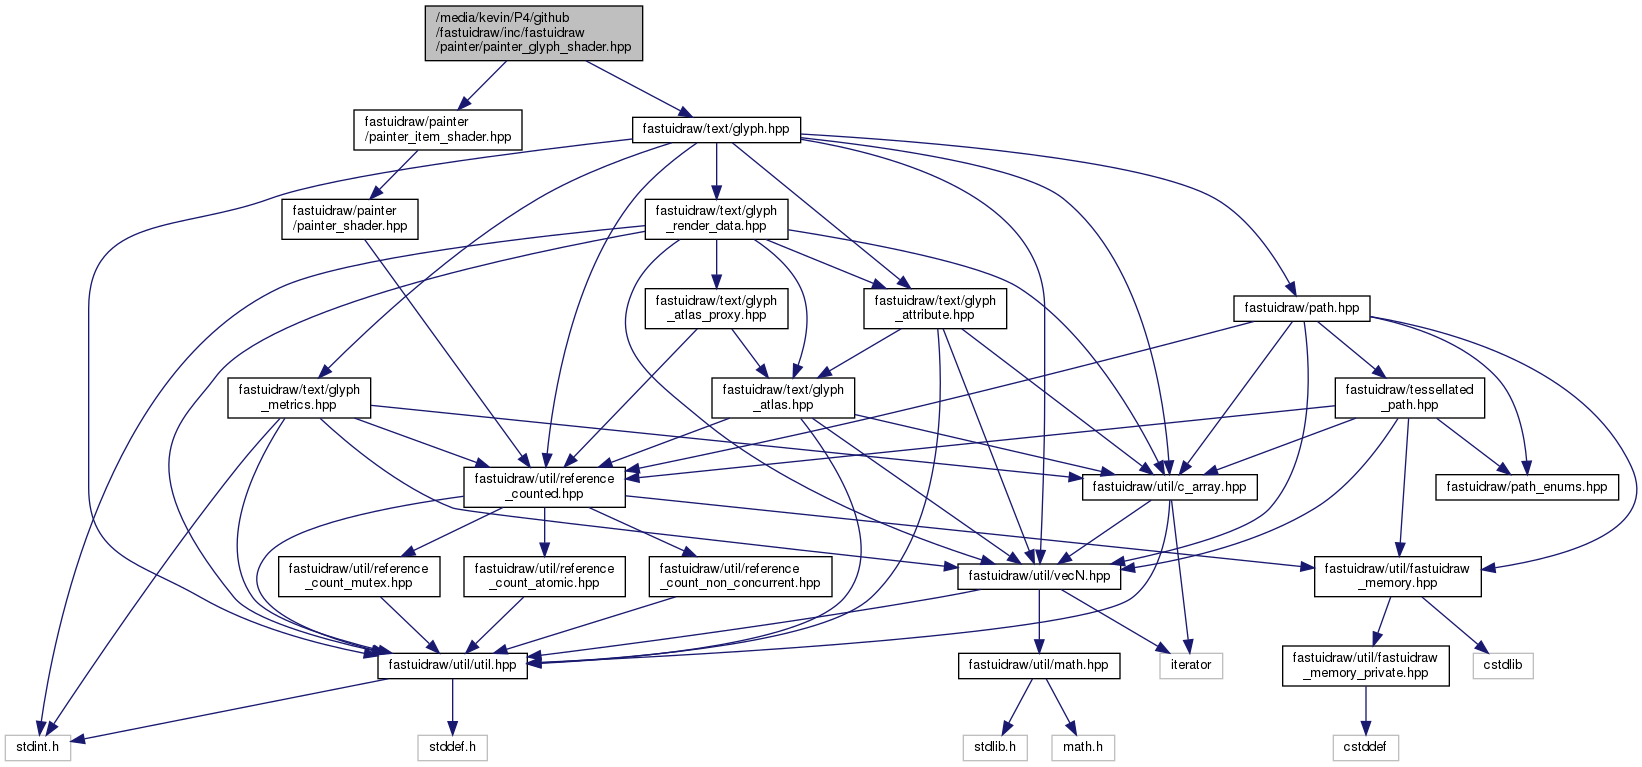 /media/kevin/P4/github
/fastuidraw/inc/fastuidraw
/painter/painter_glyph_shader.hpp
fastuidraw/painter
/painter_item_shader.hpp
fastuidraw/text/glyph.hpp
fastuidraw/painter
/painter_shader.hpp
fastuidraw/text/glyph
_render_data.hpp
fastuidraw/text/glyph
_atlas_proxy.hpp
fastuidraw/text/glyph
_attribute.hpp
fastuidraw/path.hpp
fastuidraw/text/glyph
_metrics.hpp
fastuidraw/text/glyph
_atlas.hpp
fastuidraw/tessellated
_path.hpp
fastuidraw/util/reference
_counted.hpp
fastuidraw/util/c_array.hpp
fastuidraw/path_enums.hpp
fastuidraw/util/reference
_count_mutex.hpp
fastuidraw/util/reference
_count_atomic.hpp
fastuidraw/util/reference
_count_non_concurrent.hpp
fastuidraw/util/vecN.hpp
fastuidraw/util/fastuidraw
_memory.hpp
fastuidraw/util/util.hpp
fastuidraw/util/math.hpp
iterator
fastuidraw/util/fastuidraw
_memory_private.hpp
cstdlib
stdint.h
stddef.h
stdlib.h
math.h
cstddef